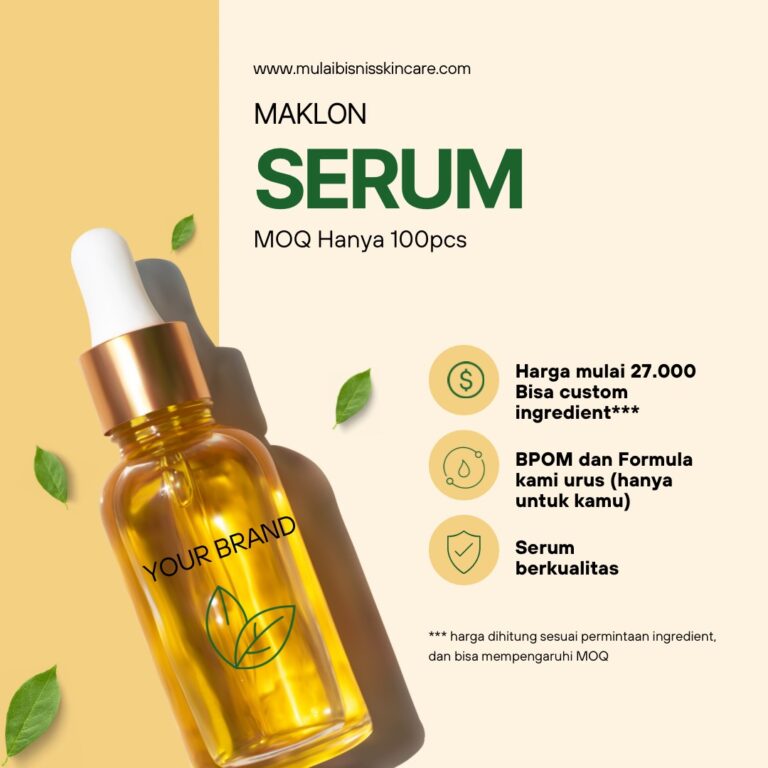 www.mulaibisnisskincare.com
MAKLON
SERUM
MOQ Hanya 100pcs
Harga mulai 27.000
Bisa custom
ingredient***
BPOM dan Formula
kami urus (hanya
untuk kamu)
Serum
berkualitas
YOUR BRAND
*** harga dihitung sesuai permintaan ingredient,
dan bisa mempengaruhi MOQ